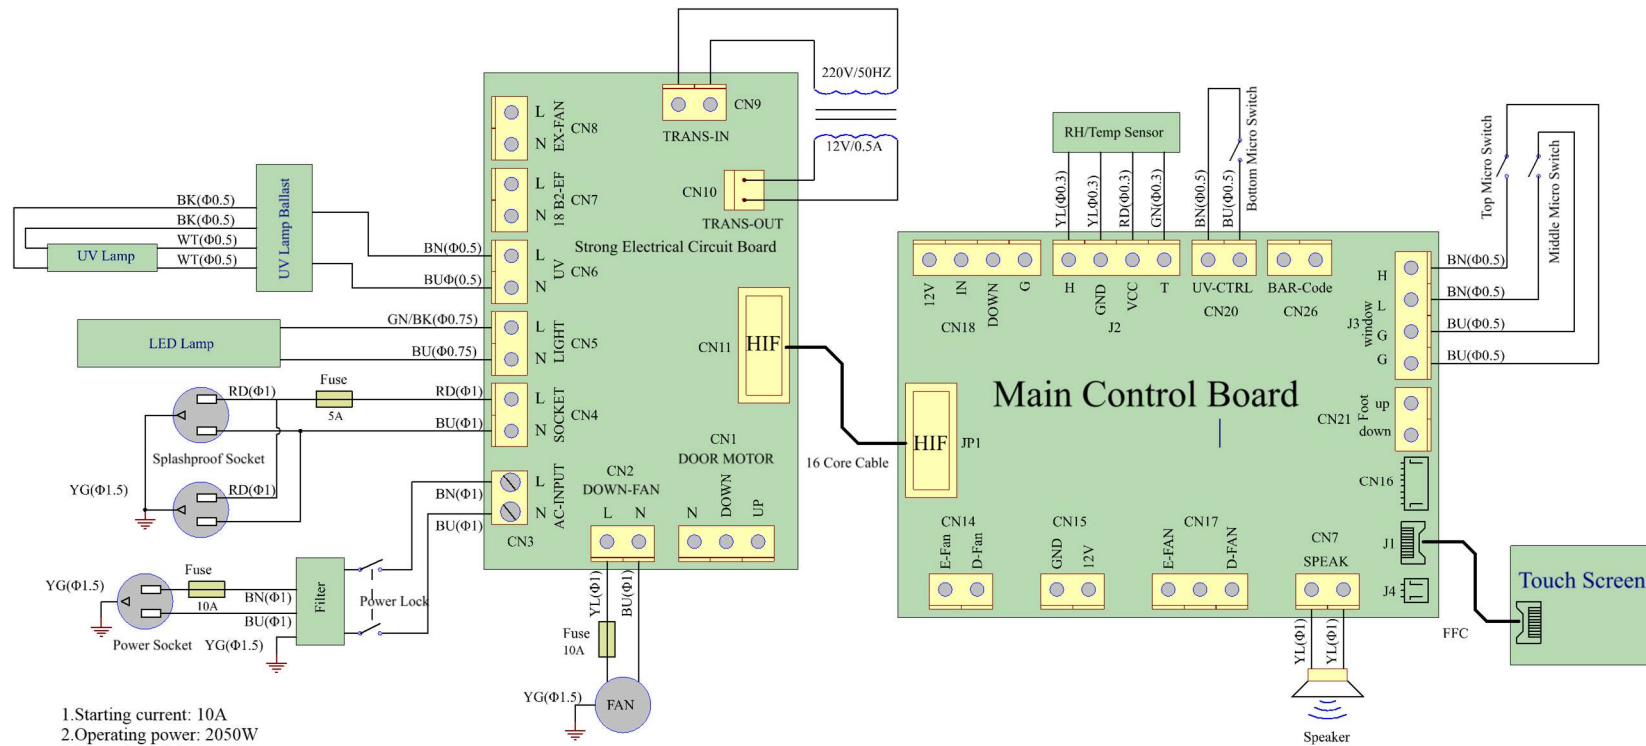 220V/50HZ
12V/0.5A
CN9
TRANS-IN
CN10
TRANS-OUT
L
N
EX-FAN
CN8
L
N
18 B2-EF
CN7
Strong Electrical Circuit Board
L
N
UV
CN6
L
N
LIGHT
CN5
L
N
SOCKET
CN4
L
N
AC-INPUT
CN3
CN11
HIF
CN2
DOWN-FAN
L
N
CN1
DOOR MOTOR
N
DOWN
UP
BK(Φ0.5)
BK(Φ0.5)
WT(Φ0.5)
WT(Φ0.5)
UV Lamp
UV Lamp Ballast
BN(Φ0.5)
BUΦ(0.5)
LED Lamp
GN/BK(Φ0.75)
BU(Φ0.75)
Fuse
5A
RD(Φ1)
RD(Φ1)
BU(Φ1)
Splashproof Socket
YG(Φ1.5)
RD(Φ1)
BN(Φ1)
BU(Φ1)
YG(Φ1.5)
Fuse
10A
BN(Φ1)
BU(Φ1)
Power Socket
YG(Φ1.5)
Filter
Power Lock
YL(Φ1)
BU(Φ1)
Fuse
10A
YG(Φ1.5)
FAN
1.Starting current: 10A
2.Operating power: 2050W
16 Core Cable
RH/Temp Sensor
YL(Φ0.3)
YLΦ0.3)
RD(Φ0.3)
GN(Φ0.3)
BN(Φ0.5)
BU(Φ0.5)
Bottom Micro Switch
Top Micro Switch
Middle Micro Switch
12V
IN
DOWN
G
CN18
H
GND
VCC
T
J2
UV-CTRL
CN20
BAR-Code
CN26
H
L
G
G
J3
window
BN(Φ0.5)
BN(Φ0.5)
BU(Φ0.5)
BU(Φ0.5)
Main Control Board
HIF
JP1
CN21
Foot
up
down
CN16
J1
J4
CN14
E-Fan
D-Fan
CN15
GND
12V
CN17
E-FAN
D-FAN
CN7
SPEAK
YL(Φ1)
YL(Φ1)
Speaker
FFC
Touch Screen